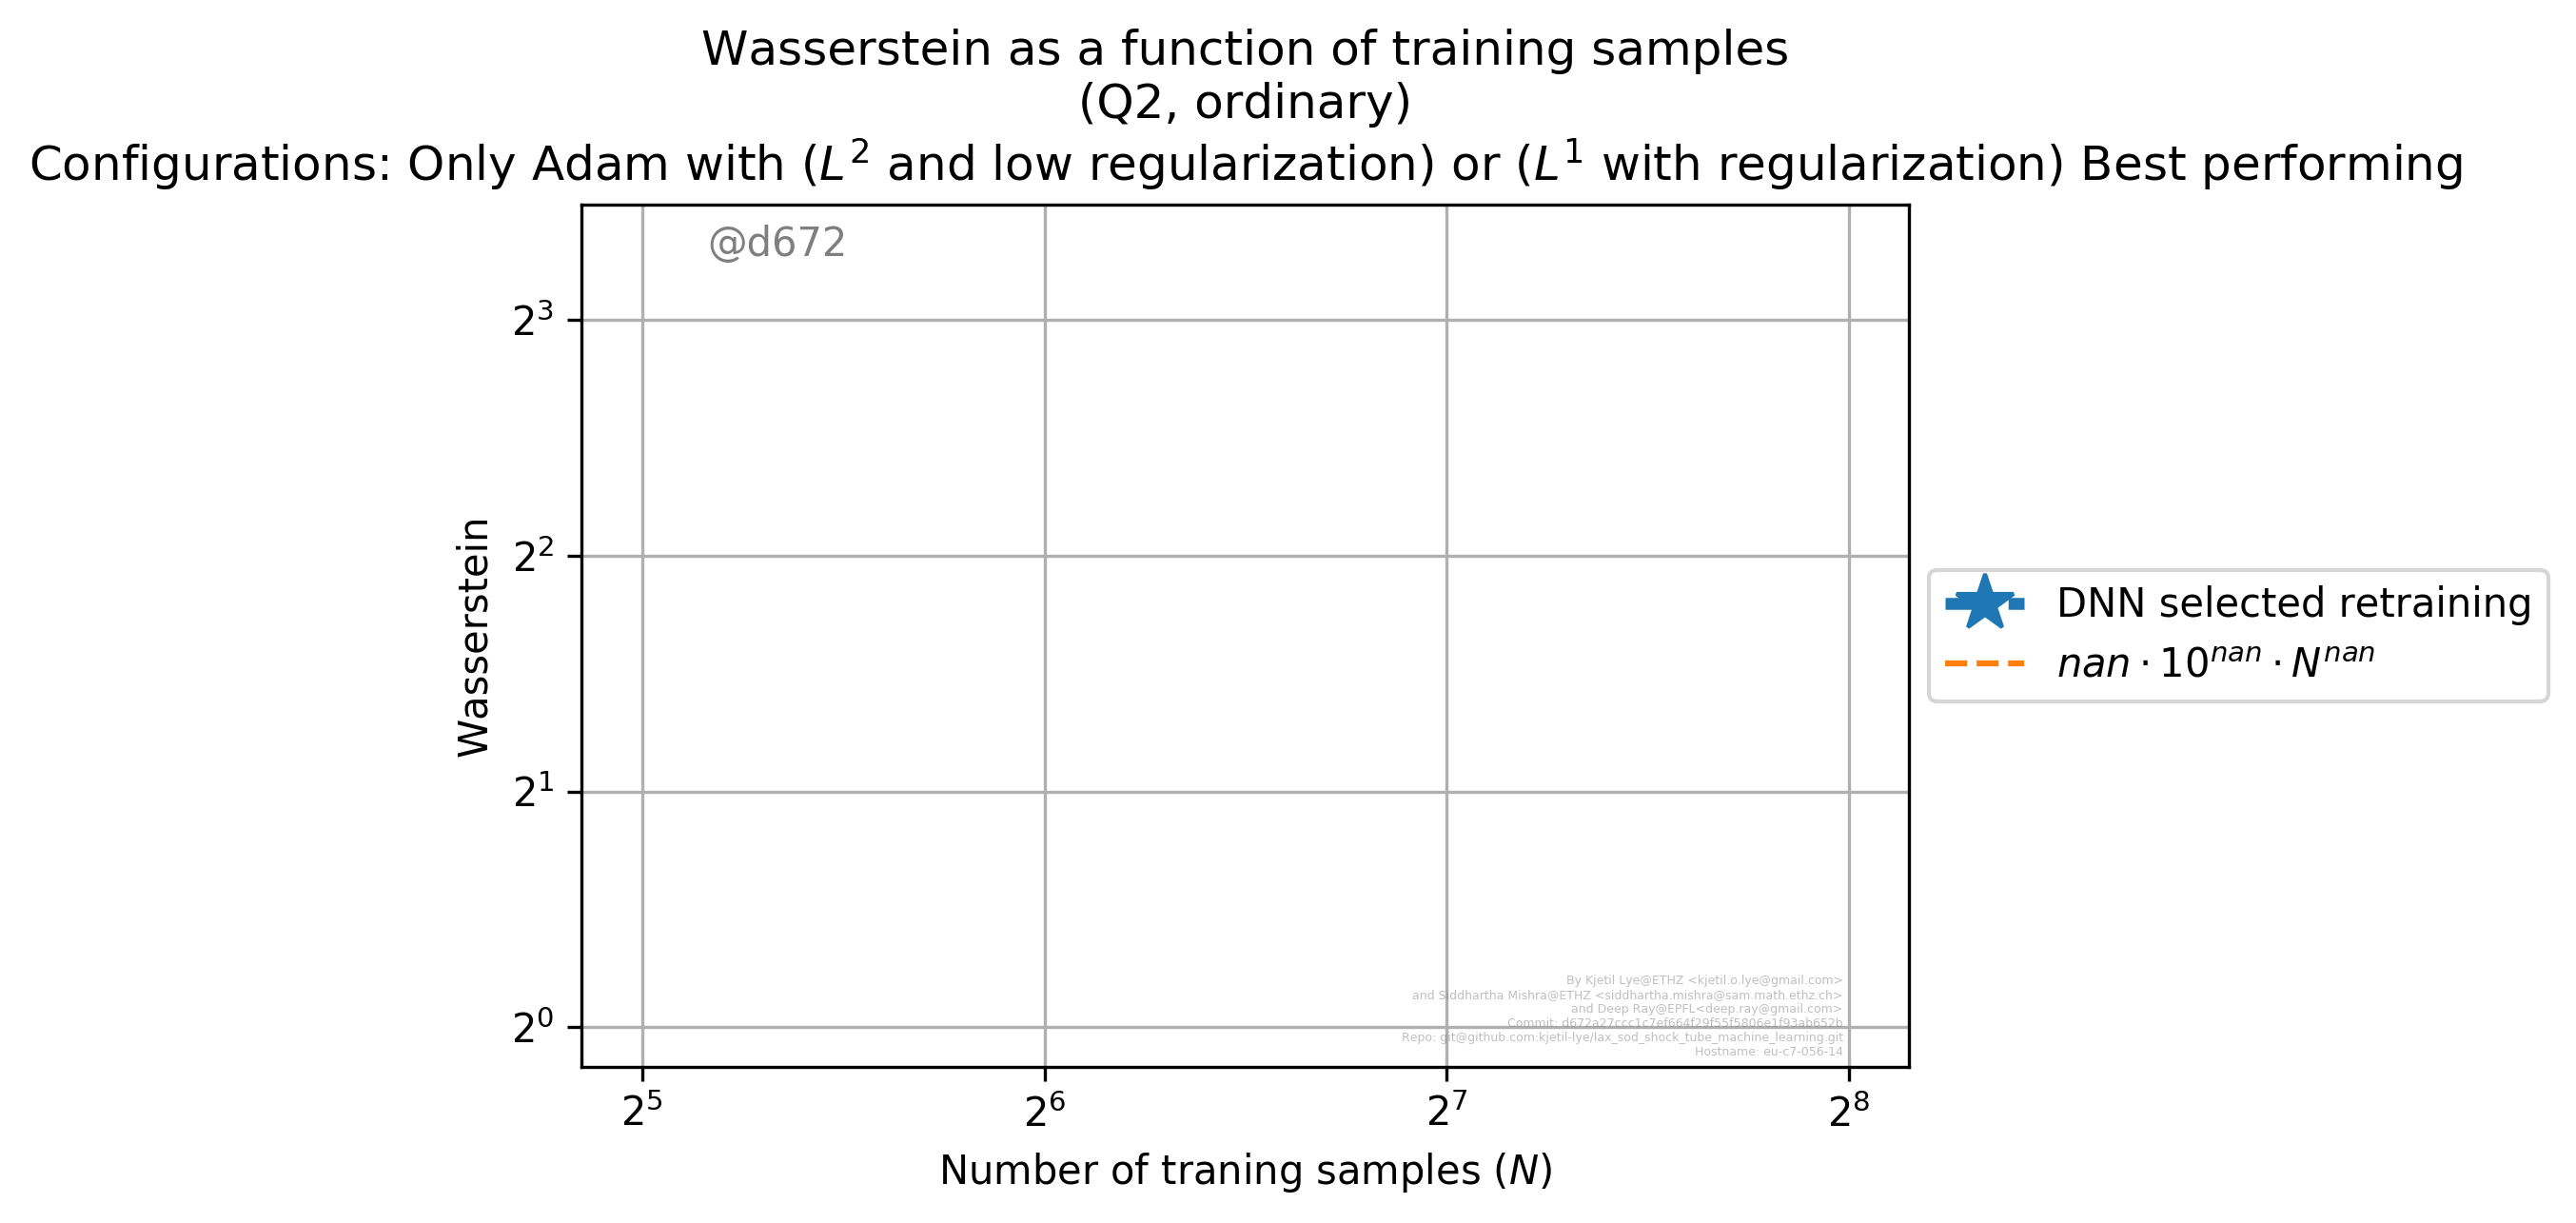 Wasserstein as a function of training samples
(Q2, ordinary)
Configurations: Only Adam with (L² and low regularization) or (L¹ with regularization) Best performing
@d672
2³
2²
2¹
2⁰
Wasserstein
DNN selected retraining
nan · 10ⁿᵃⁿ · Nⁿᵃⁿ
By Kjetil Lye@ETHZ <kjetil.o.lye@gmail.com>
and Siddhartha Mishra@ETHZ <siddhartha.mishra@sam.math.ethz.ch>
and Deep Ray@EPFL<deep.ray@gmail.com>
Commit: d672a27ccc1c7ef664f29f55f5806e1f93ab652b
Repo: git@github.com:kjetil-lye/lax_sod_shock_tube_machine_learning.git
Hostname: eu-c7-056-14
2⁵ 2⁶ 2⁷ 2⁸
Number of traning samples (N)